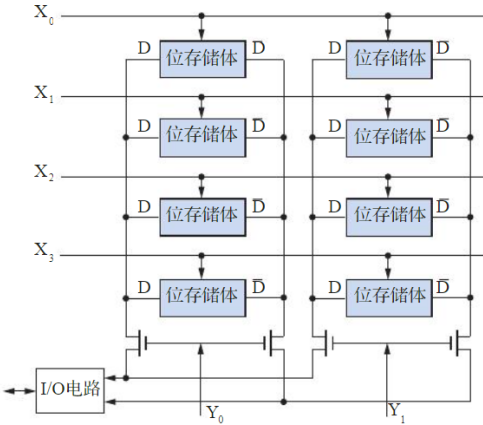 X₀
D 位存储体 D̅ D 位存储体 D̅
X₁
D 位存储体 D̅ D 位存储体 D̅
X₂
D 位存储体 D̅ D 位存储体 D̅
X₃
D 位存储体 D̅ D 位存储体 D̅
I/O电路
Y₀ Y₁